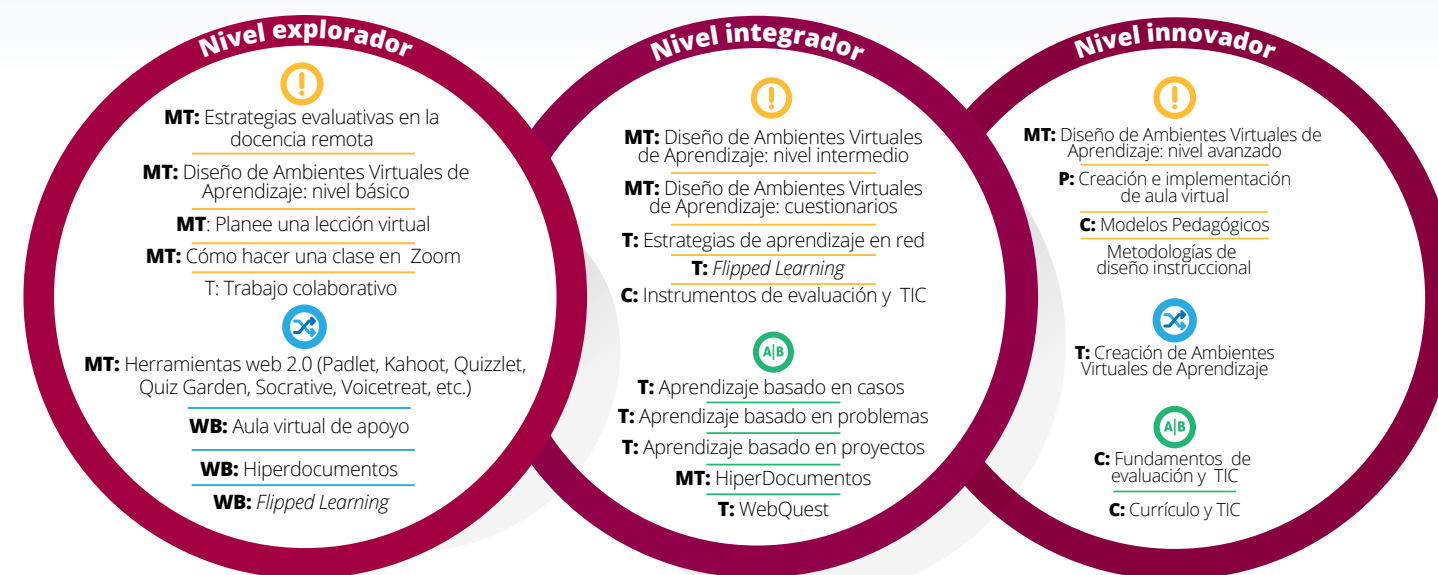 Nivel explorador
MT: Estrategias evaluativas en la
docencia remota
MT: Diseño de Ambientes Virtuales de
Aprendizaje: nivel básico
MT: Planee una lección virtual
MT: Cómo hacer una clase en Zoom
T: Trabajo colaborativo
MT: Herramientas web 2.0 (Padlet, Kahoot, Quizzlet,
Quiz Garden, Socrative, Voicetreat, etc.)
WB: Aula virtual de apoyo
WB: Hiperdocumentos
WB: Flipped Learning
Nivel integrador
MT: Diseño de Ambientes Virtuales
de Aprendizaje: nivel intermedio
MT: Diseño de Ambientes Virtuales
de Aprendizaje: cuestionarios
T: Estrategias de aprendizaje en red
T: Flipped Learning
C: Instrumentos de evaluación y TIC
A|B
T: Aprendizaje basado en casos
T: Aprendizaje basado en problemas
T: Aprendizaje basado en proyectos
MT: HiperDocumentos
T: WebQuest
Nivel innovador
MT: Diseño de Ambientes Virtuales de
Aprendizaje: nivel avanzado
P: Creación e implementación
de aula virtual
C: Modelos Pedagógicos
Metodologías de
diseño instruccional
T: Creación de Ambientes
Virtuales de Aprendizaje
A|B
C: Fundamentos de
evaluación y TIC
C: Currículo y TIC